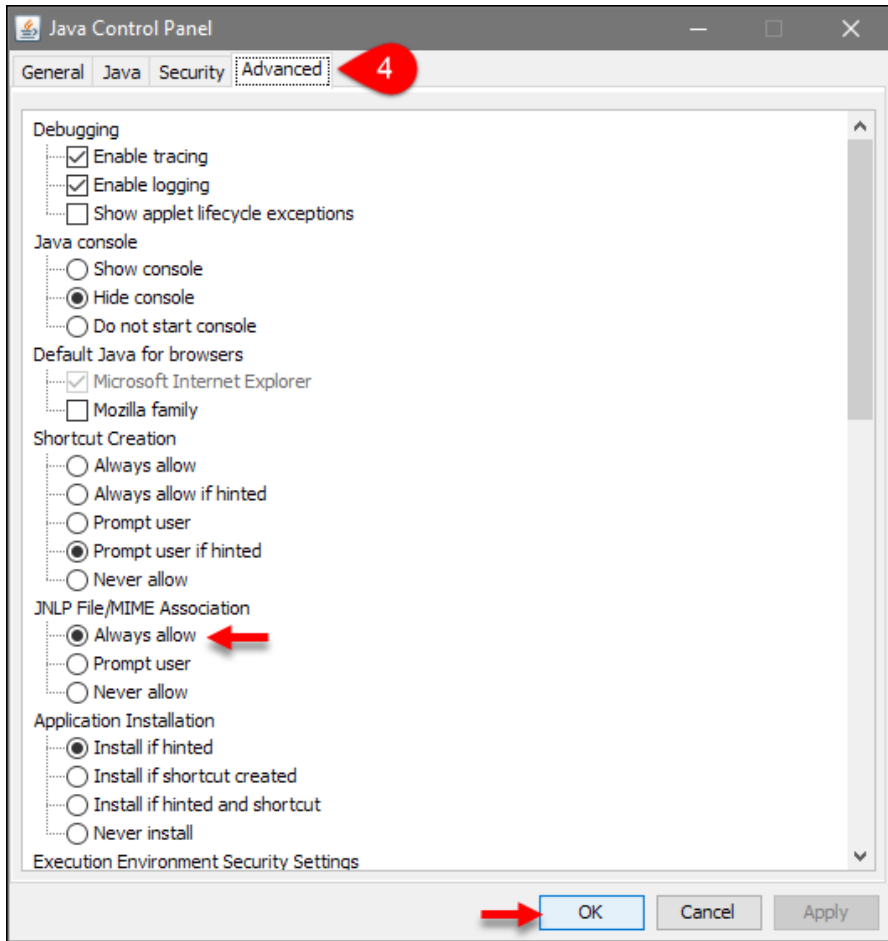 Java Control Panel
General Java Security Advanced 4
Debugging
Enable tracing
Enable logging
Show applet lifecycle exceptions
Java console
Show console
Hide console
Do not start console
Default Java for browsers
Microsoft Internet Explorer
Mozilla family
Shortcut Creation
Always allow
Always allow if hinted
Prompt user
Prompt user if hinted
Never allow
JNLP File/MIME Association
Always allow
Prompt user
Never allow
Application Installation
Install if hinted
Install if shortcut created
Install if hinted and shortcut
Never install
Execution Environment Security Settings
OK Cancel Apply